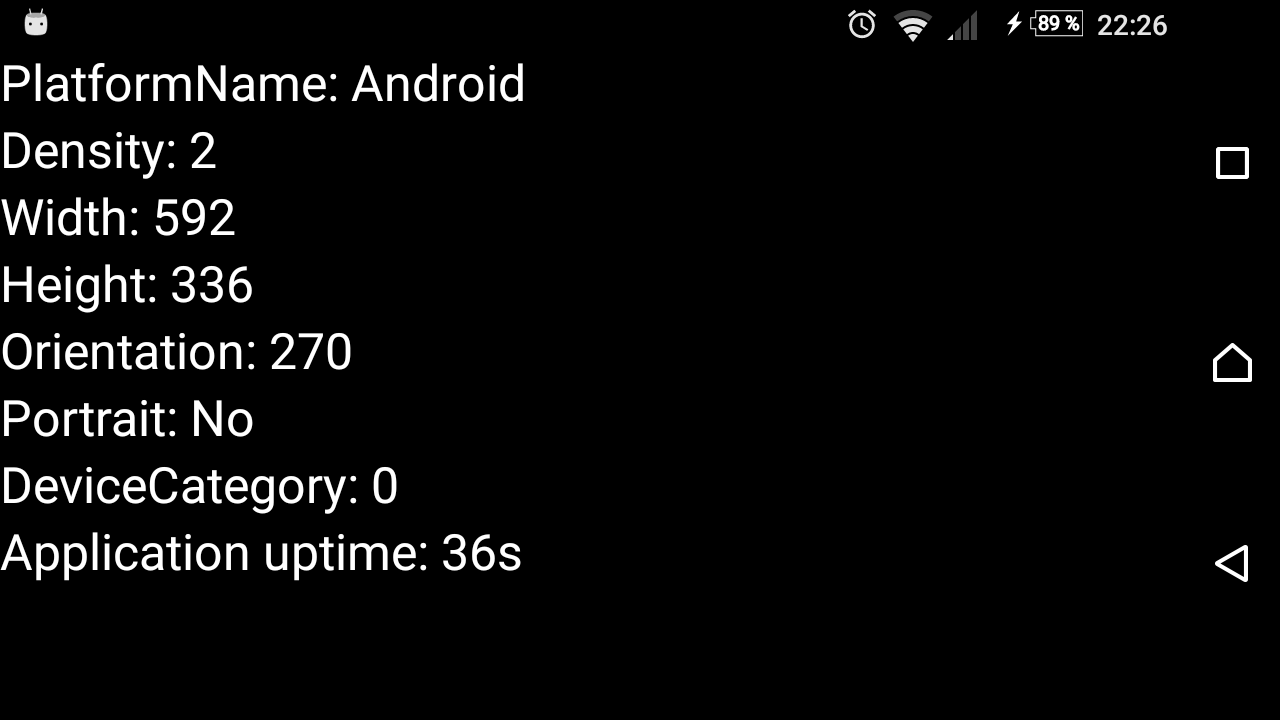 89 % 22:26
PlatformName: Android
Density: 2
Width: 592
Height: 336
Orientation: 270
Portrait: No
DeviceCategory: 0
Application uptime: 36s